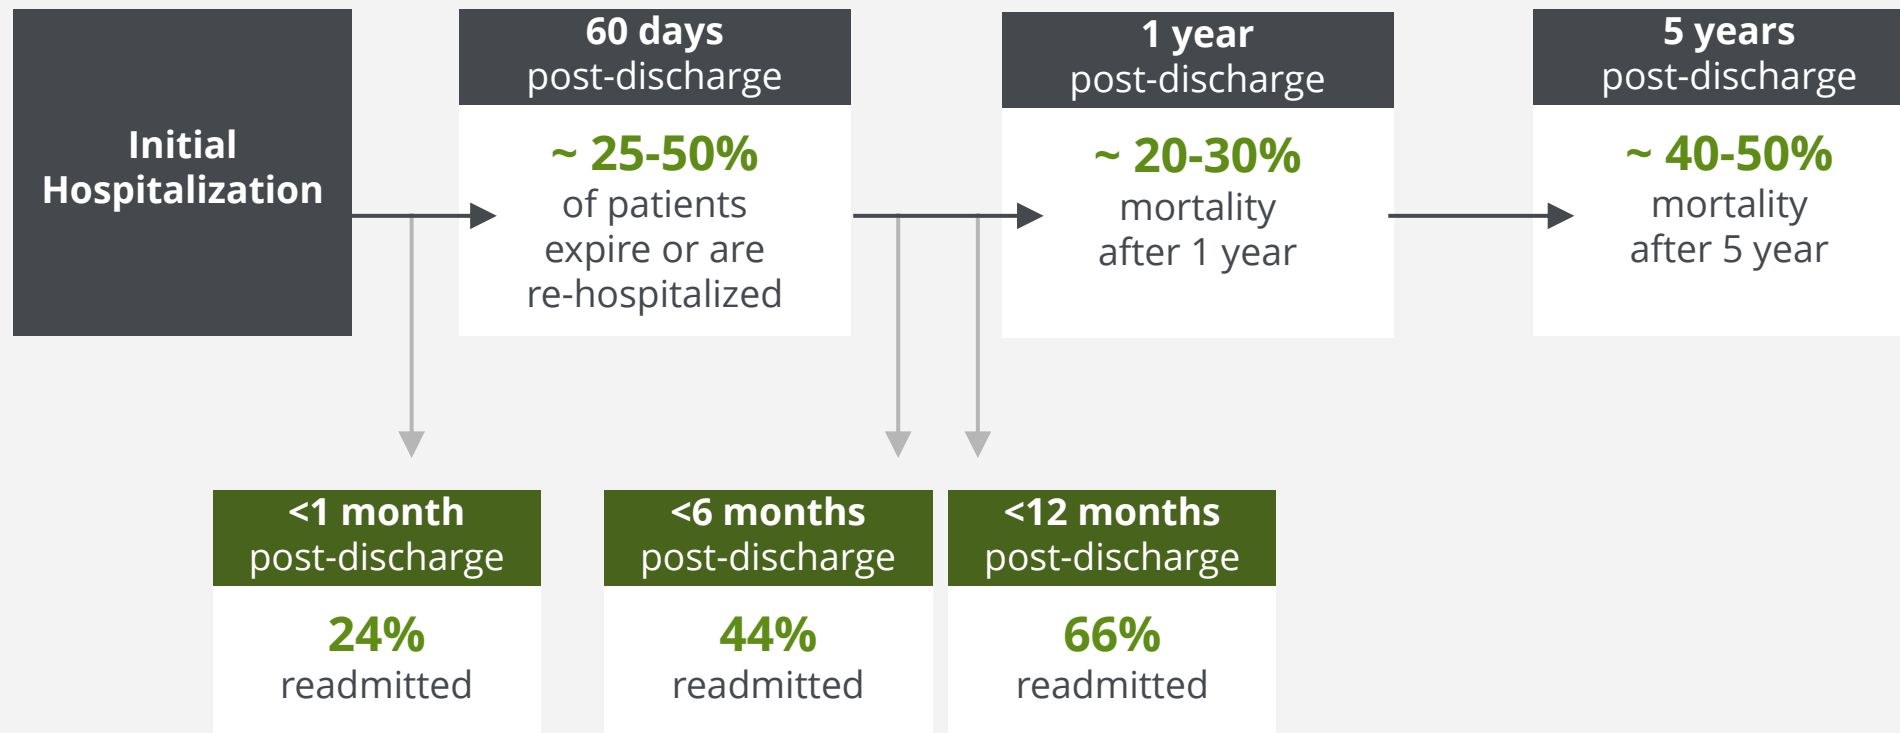 Initial
Hospitalization
60 days
post-discharge
~ 25-50%
of patients
expire or are
re-hospitalized
1 year
post-discharge
~ 20-30%
mortality
after 1 year
5 years
post-discharge
~ 40-50%
mortality
after 5 year
<1 month
post-discharge
24%
readmitted
<6 months
post-discharge
44%
readmitted
<12 months
post-discharge
66%
readmitted